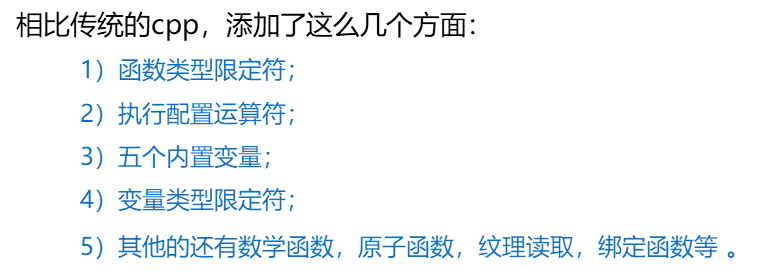 相比传统的cpp，添加了这么几个方面：
1）函数类型限定符；
2）执行配置运算符；
3）五个内置变量；
4）变量类型限定符；
5）其他的还有数学函数，原子函数，纹理读取，绑定函数等 。